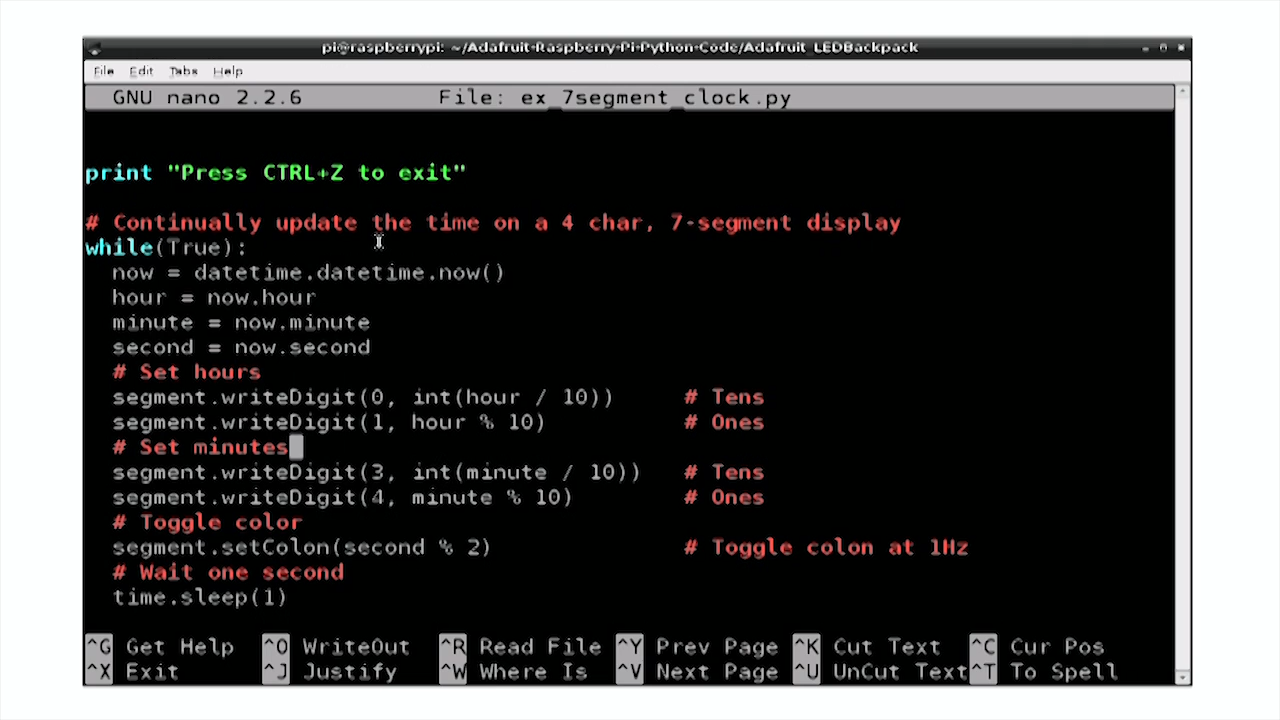 pi@raspberrypi: ~/Adafruit-Raspberry-Pi-Python-Code/Adafruit_LEDBackpack
File Edit Tabs Help
GNU nano 2.2.6 File: ex_7segment_clock.py
print "Press CTRL+Z to exit"
# Continually update the time on a 4 char, 7-segment display
while(True):
now = datetime.datetime.now()
hour = now.hour
minute = now.minute
second = now.second
# Set hours
segment.writeDigit(0, int(hour / 10)) # Tens
segment.writeDigit(1, hour % 10) # Ones
# Set minutes
segment.writeDigit(3, int(minute / 10)) # Tens
segment.writeDigit(4, minute % 10) # Ones
# Toggle color
segment.setColon(second % 2) # Toggle colon at 1Hz
# Wait one second
time.sleep(1)
^G Get Help ^O WriteOut ^R Read File ^Y Prev Page ^K Cut Text ^C Cur Pos
^X Exit ^J Justify ^W Where Is ^V Next Page ^U UnCut Text ^T To Spell